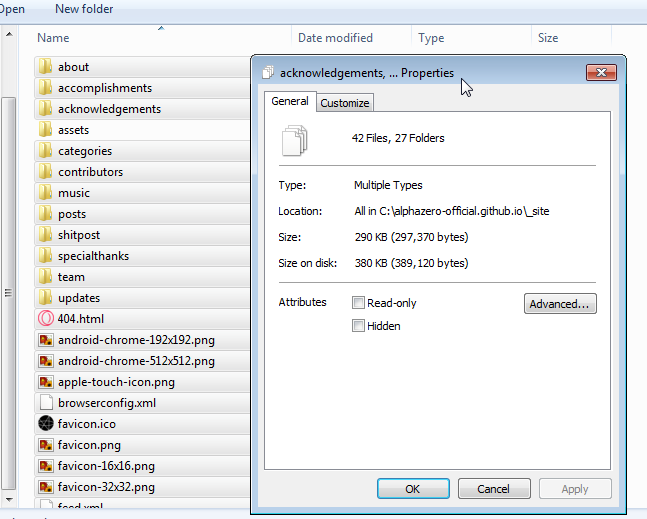 Open New folder
Name Date modified Type Size
about
accomplishments
acknowledgements
assets
categories
contributors
music
posts
shitpost
specialthanks
team
updates
404.html
android-chrome-192x192.png
android-chrome-512x512.png
apple-touch-icon.png
browserconfig.xml
favicon.ico
favicon.png
favicon-16x16.png
favicon-32x32.png
feed.xml
acknowledgements, ... Properties
General Customize
42 Files, 27 Folders
Type: Multiple Types
Location: All in C:\alphazero-official.github.io\_site
Size: 290 KB (297,370 bytes)
Size on disk: 380 KB (389,120 bytes)
Attributes Read-only Advanced...
Hidden
OK Cancel Apply